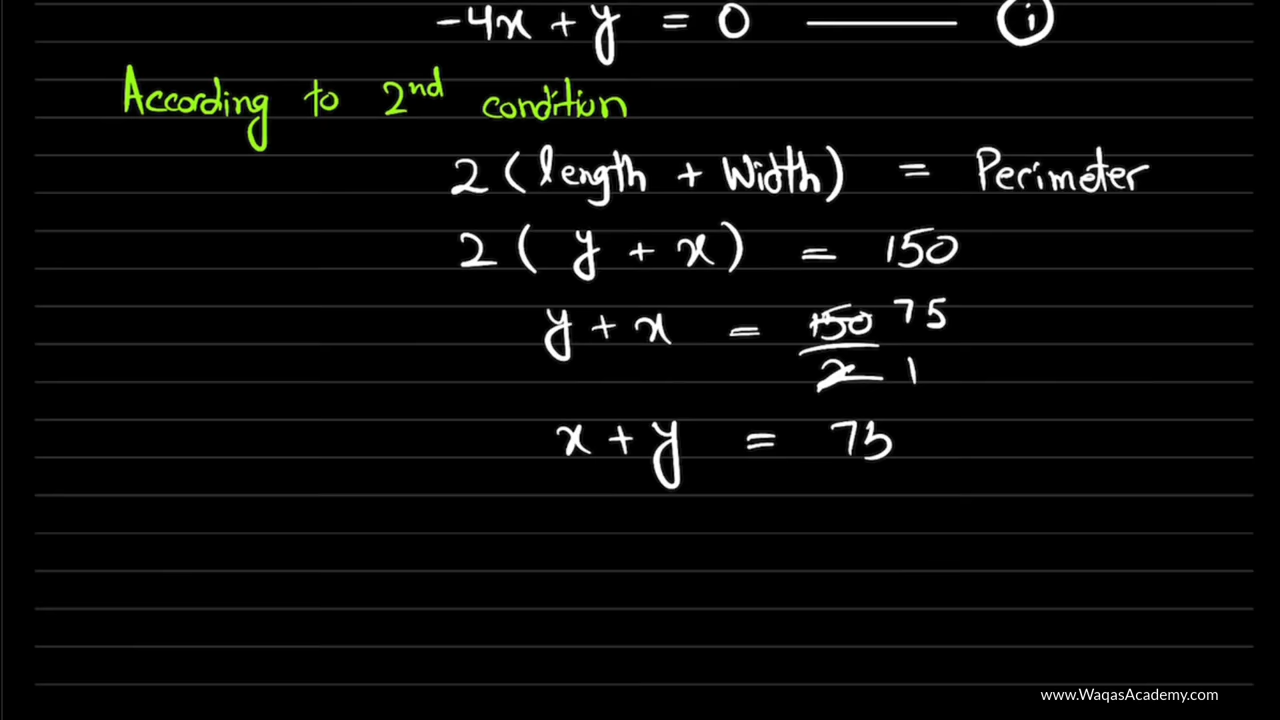 -4x + y = 0 ——— (i)
According to 2nd condition
2 (length + Width) = Perimeter
2 ( y + x ) = 150
y + x = 150/2 75 1
x + y = 75
www.WaqasAcademy.com